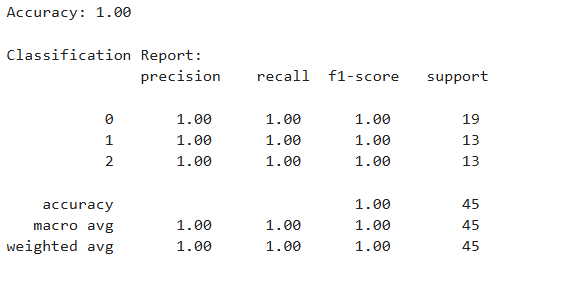 Accuracy: 1.00
Classification Report:
precision recall f1-score support
0 1.00 1.00 1.00 19
1 1.00 1.00 1.00 13
2 1.00 1.00 1.00 13
accuracy 1.00 45
macro avg 1.00 1.00 1.00 45
weighted avg 1.00 1.00 1.00 45